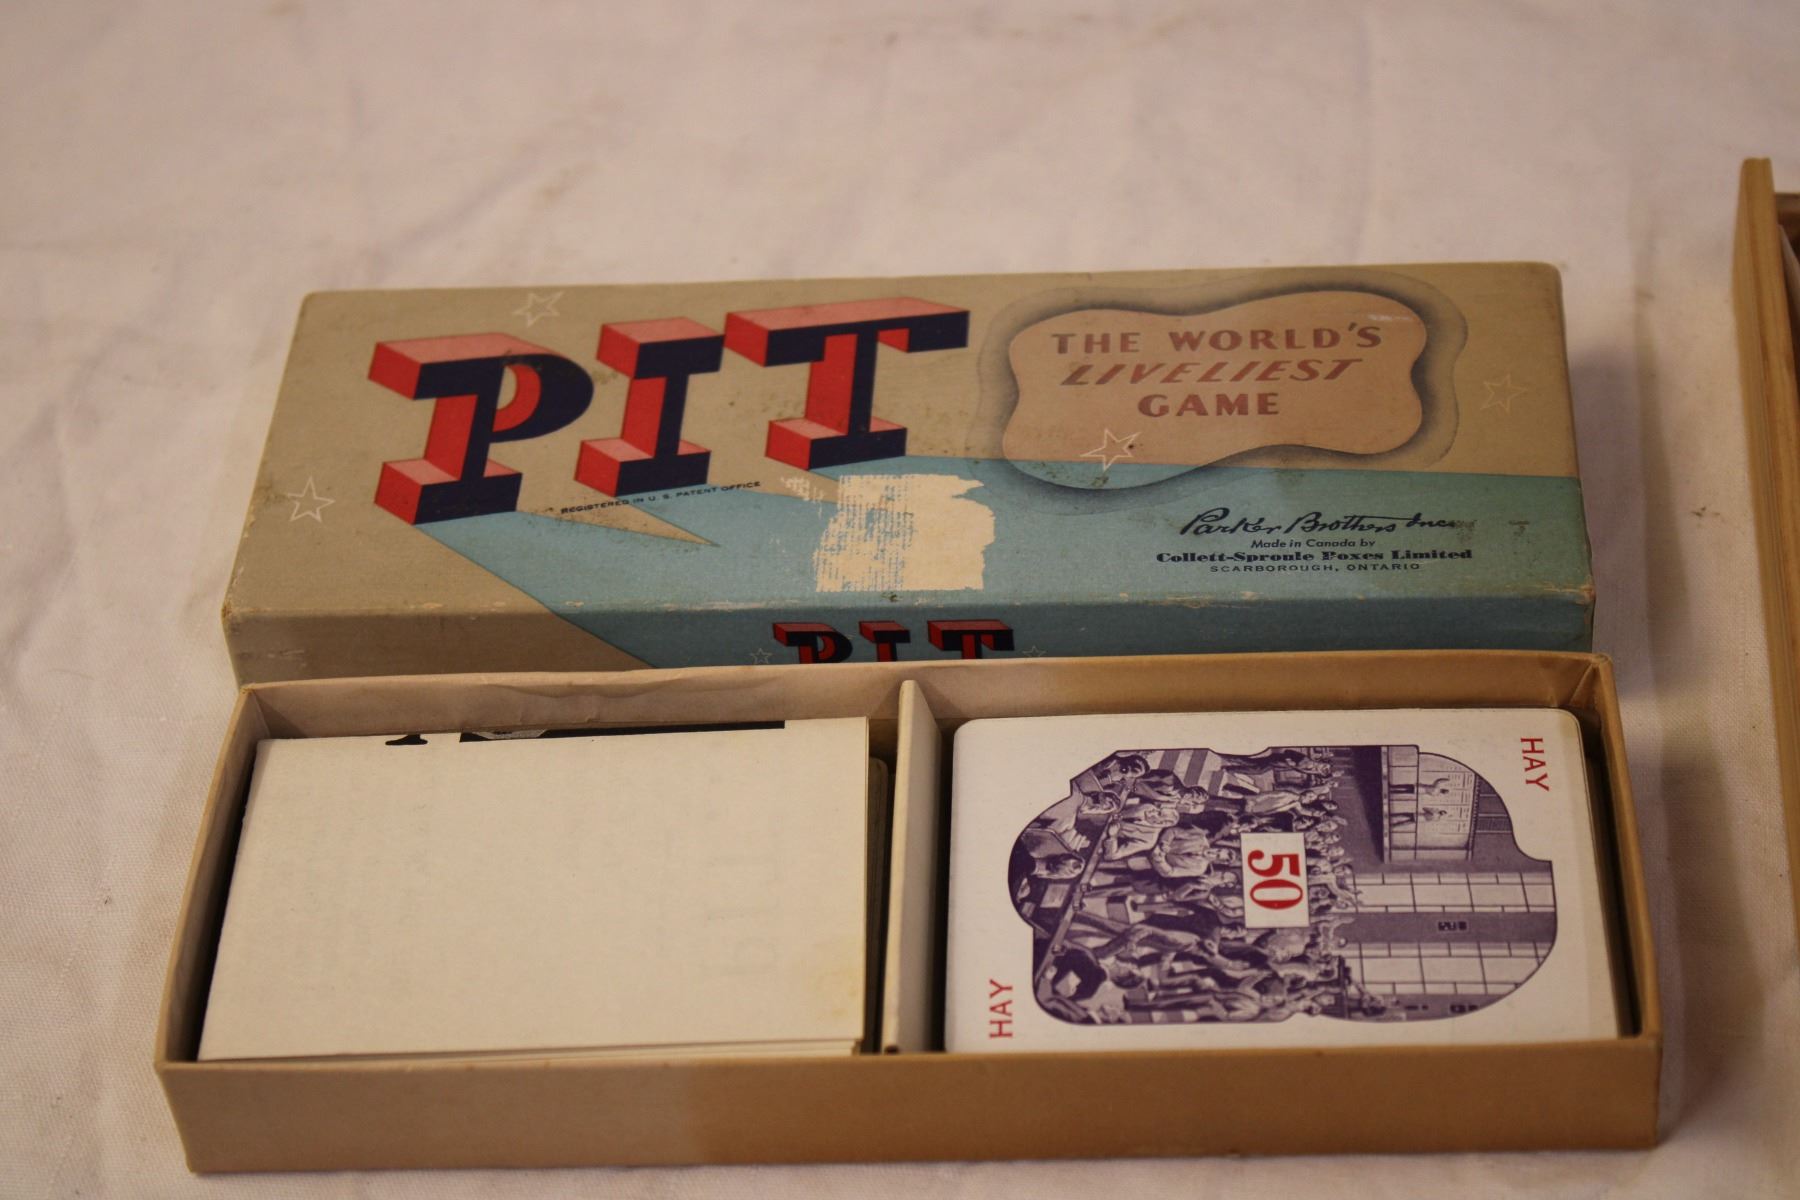 PIT
THE WORLD'S
LIVELIEST
GAME
REGISTERED IN U. S. PATENT OFFICE
Parker Brothers Inc.
Made in Canada by
Collett-Sproule Boxes Limited
SCARBOROUGH, ONTARIO
PIT
HAY
50
HAY